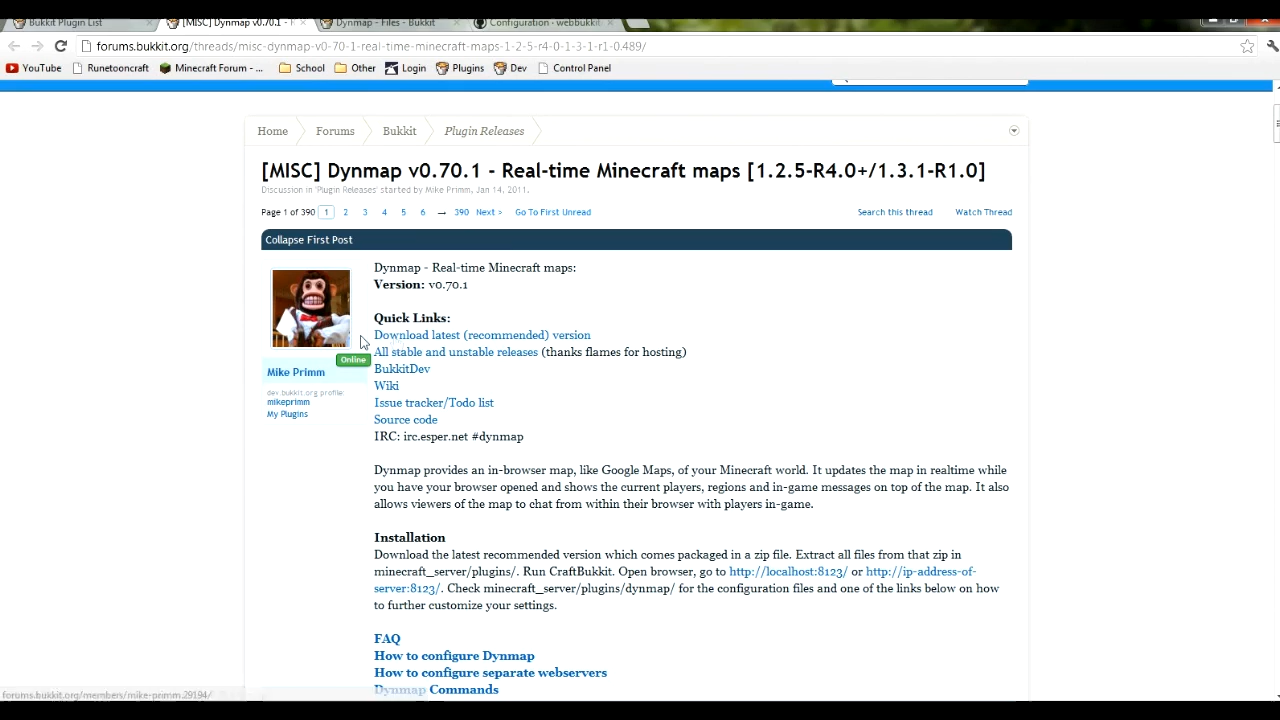 Bukkit Plugin List
[MISC] Dynmap v0.70.1 - F
Dynmap - Files - Bukkit
Configuration · webbukkit
forums.bukkit.org/threads/misc-dynmap-v0-70-1-real-time-minecraft-maps-1-2-5-r4-0-1-3-1-r1-0.489/
YouTube
Runetooncraft
Minecraft Forum - ...
School
Other
Login
Plugins
Dev
Control Panel
Home
Forums
Bukkit
Plugin Releases
[MISC] Dynmap v0.70.1 - Real-time Minecraft maps [1.2.5-R4.0+/1.3.1-R1.0]
Discussion in 'Plugin Releases' started by Mike Primm, Jan 14, 2011.
Page 1 of 390 1 2 3 4 5 6 → 390 Next > Go To First Unread
Search this thread
Watch Thread
Collapse First Post
Online
Mike Primm
dev.bukkit.org profile:
mikeprimm
My Plugins
Dynmap - Real-time Minecraft maps:
Version: v0.70.1
Quick Links:
Download latest (recommended) version
All stable and unstable releases (thanks flames for hosting)
BukkitDev
Wiki
Issue tracker/Todo list
Source code
IRC: irc.esper.net #dynmap
Dynmap provides an in-browser map, like Google Maps, of your Minecraft world. It updates the map in realtime while
you have your browser opened and shows the current players, regions and in-game messages on top of the map. It also
allows viewers of the map to chat from within their browser with players in-game.
Installation
Download the latest recommended version which comes packaged in a zip file. Extract all files from that zip in
minecraft_server/plugins/. Run CraftBukkit. Open browser, go to http://localhost:8123/ or http://ip-address-of-
server:8123/. Check minecraft_server/plugins/dynmap/ for the configuration files and one of the links below on how
to further customize your settings.
FAQ
How to configure Dynmap
How to configure separate webservers
Dynmap Commands
forums.bukkit.org/members/mike-primm.29194/